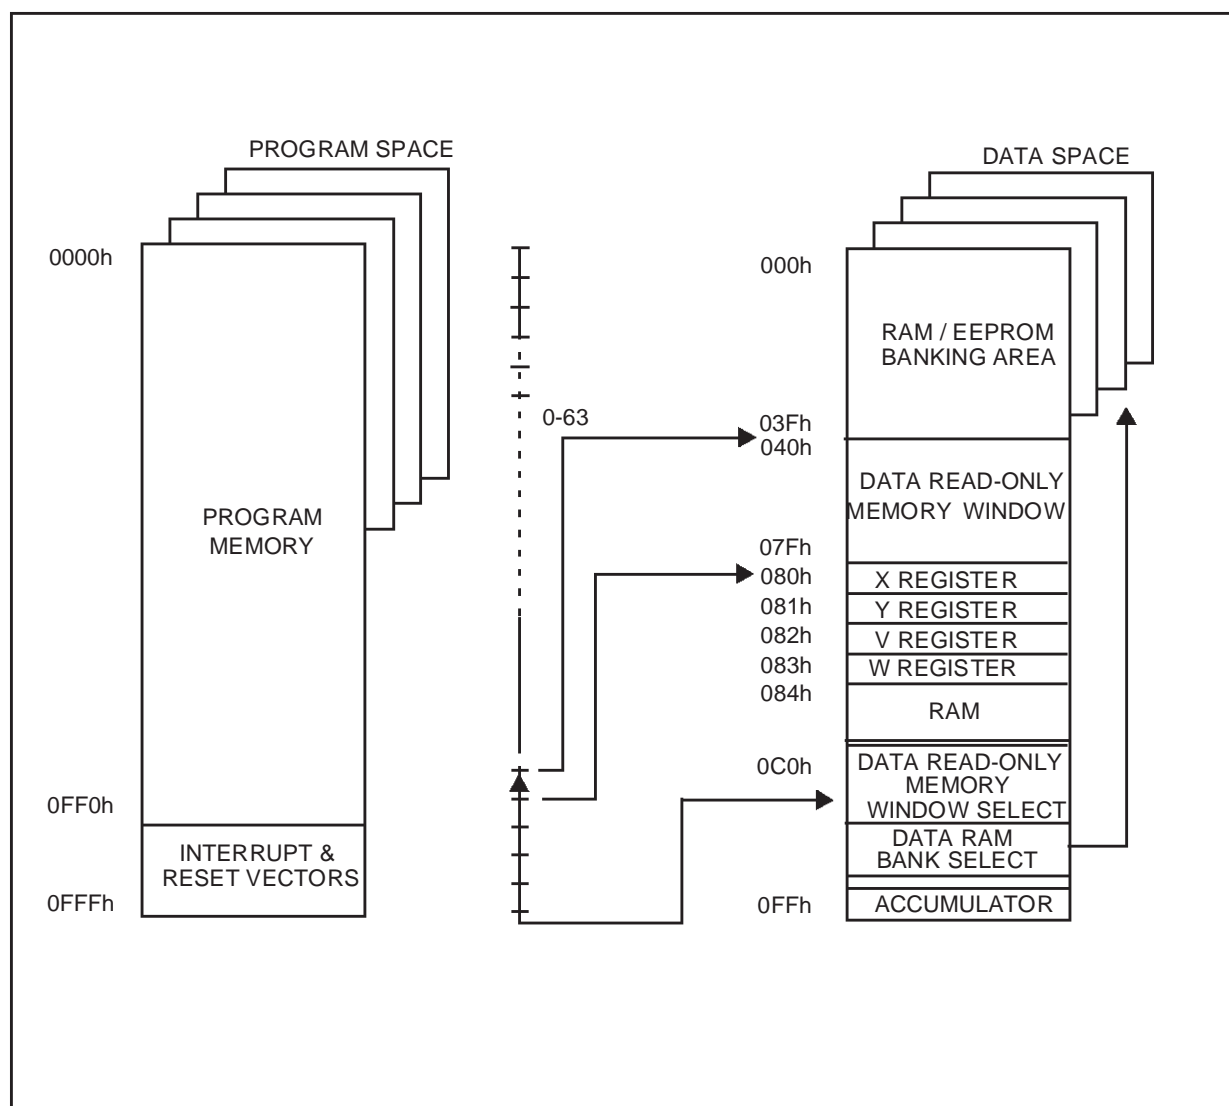 PROGRAM SPACE
0000h
PROGRAM
MEMORY
0FF0h
INTERRUPT &
RESET VECTORS
0FFFh
0-63
DATA SPACE
000h
RAM / EEPROM
BANKING AREA
03Fh
040h
DATA READ-ONLY
MEMORY WINDOW
07Fh
080h
X REGISTER
081h
Y REGISTER
082h
V REGISTER
083h
W REGISTER
084h
RAM
0C0h
DATA READ-ONLY
MEMORY
WINDOW SELECT
DATA RAM
BANK SELECT
0FFh
ACCUMULATOR